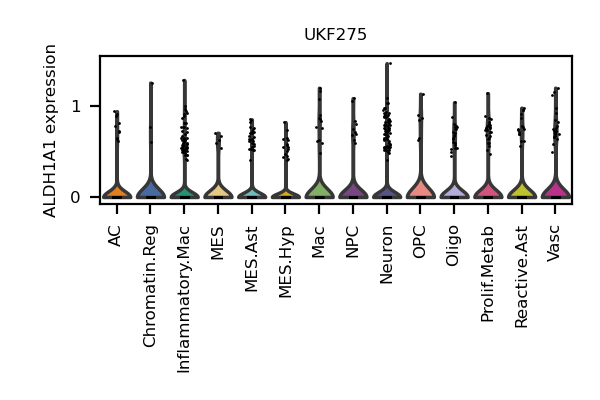 UKF275
ALDH1A1 expression
1
0
AC
Chromatin.Reg
Inflammatory.Mac
MES
MES.Ast
MES.Hyp
Mac
NPC
Neuron
OPC
Oligo
Prolif.Metab
Reactive.Ast
Vasc